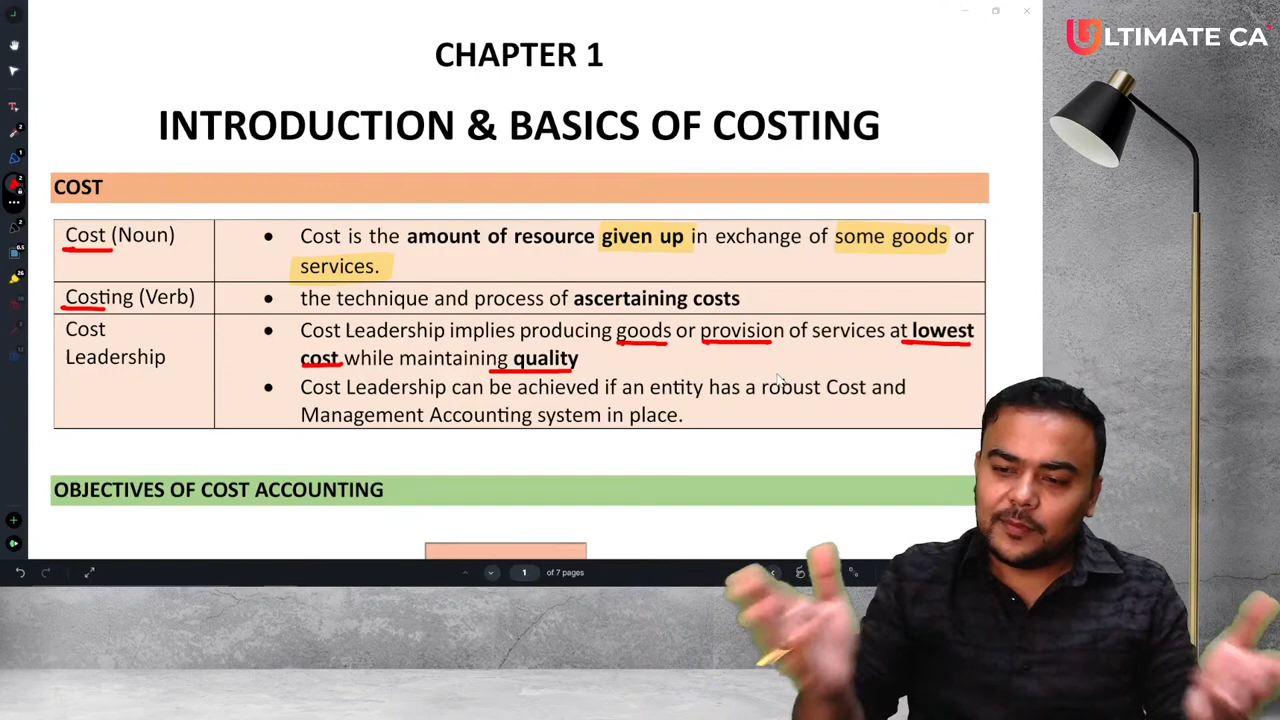 ULTIMATE CA
CHAPTER 1
INTRODUCTION & BASICS OF COSTING
COST
Cost (Noun)
• Cost is the amount of resource given up in exchange of some goods or
services.
Costing (Verb)
• the technique and process of ascertaining costs
Cost
Leadership
• Cost Leadership implies producing goods or provision of services at lowest
cost while maintaining quality
• Cost Leadership can be achieved if an entity has a robust Cost and
Management Accounting system in place.
OBJECTIVES OF COST ACCOUNTING
1 of 7 pages